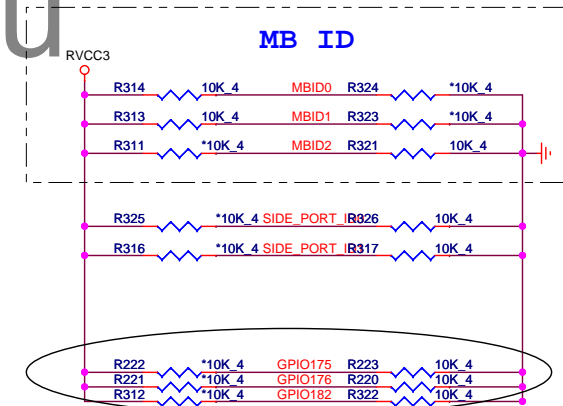 u
MB ID
RVCC3
R314 10K_4 MBID0 R324 *10K_4
R313 10K_4 MBID1 R323 *10K_4
R311 *10K_4 MBID2 R321 10K_4
R325 *10K_4 SIDE_PORT_ R326 10K_4
R316 *10K_4 SIDE_PORT_ R317 10K_4
R222 *10K_4 GPIO175 R223 10K_4
R221 *10K_4 GPIO176 R220 10K_4
R312 *10K_4 GPIO182 R322 10K_4